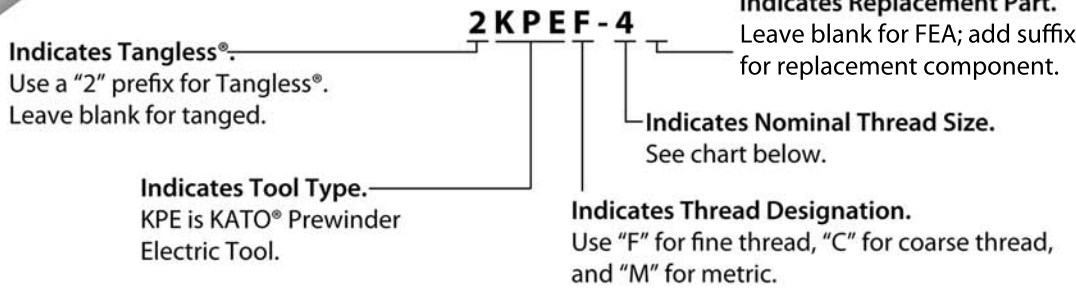 Indicates Replacement Part.
2KPEF-4
Leave blank for FEA; add suffix
for replacement component.
Indicates Tangless®.
Use a “2” prefix for Tangless®.
Leave blank for tanged.
Indicates Nominal Thread Size.
See chart below.
Indicates Tool Type.
KPE is KATO® Prewinder
Electric Tool.
Indicates Thread Designation.
Use “F” for fine thread, “C” for coarse thread,
and “M” for metric.